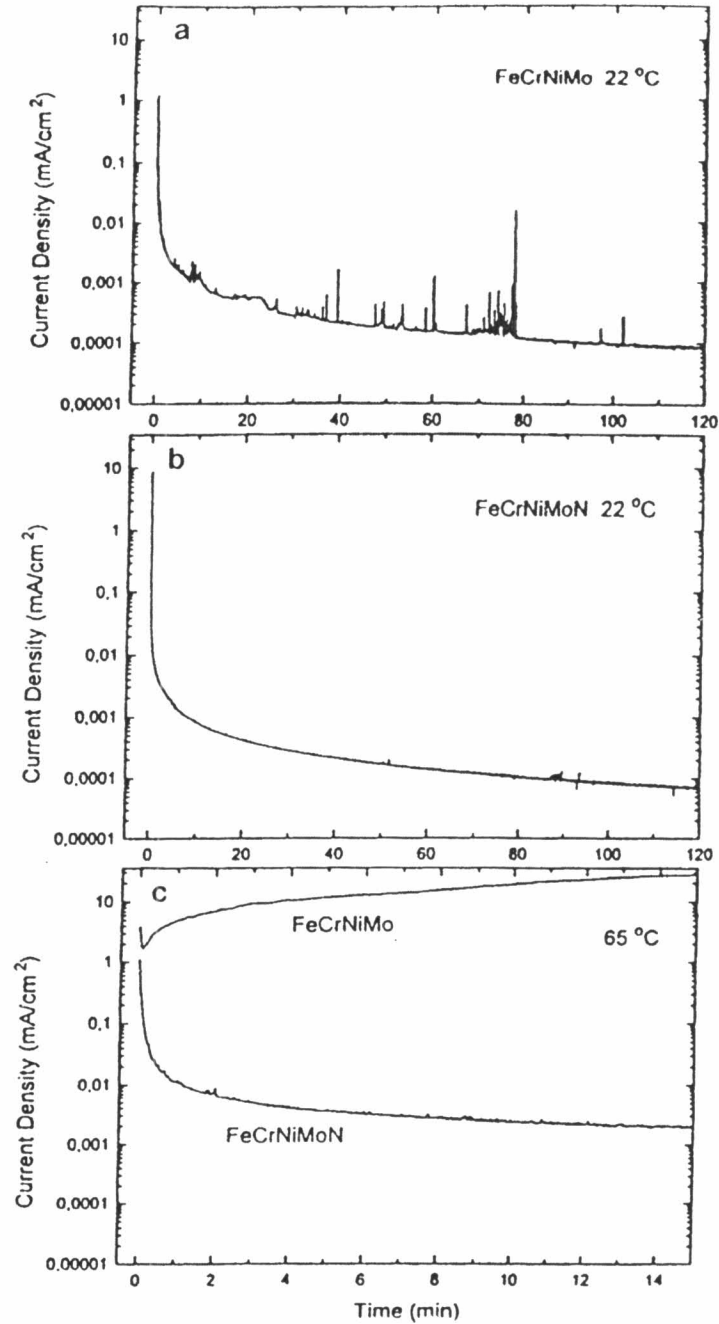 a
FeCrNiMo 22 °C
Current Density (mA/cm²)
10
1
0,1
0,01
0,001
0,0001
0,00001
0 20 40 60 80 100 120
b
FeCrNiMoN 22 °C
Current Density (mA/cm²)
10
1
0,1
0,01
0,001
0,0001
0,00001
0 20 40 60 80 100 120
c
FeCrNiMo
65 °C
FeCrNiMoN
Current Density (mA/cm²)
10
1
0,1
0,01
0,001
0,0001
0,00001
0 2 4 6 8 10 12 14
Time (min)